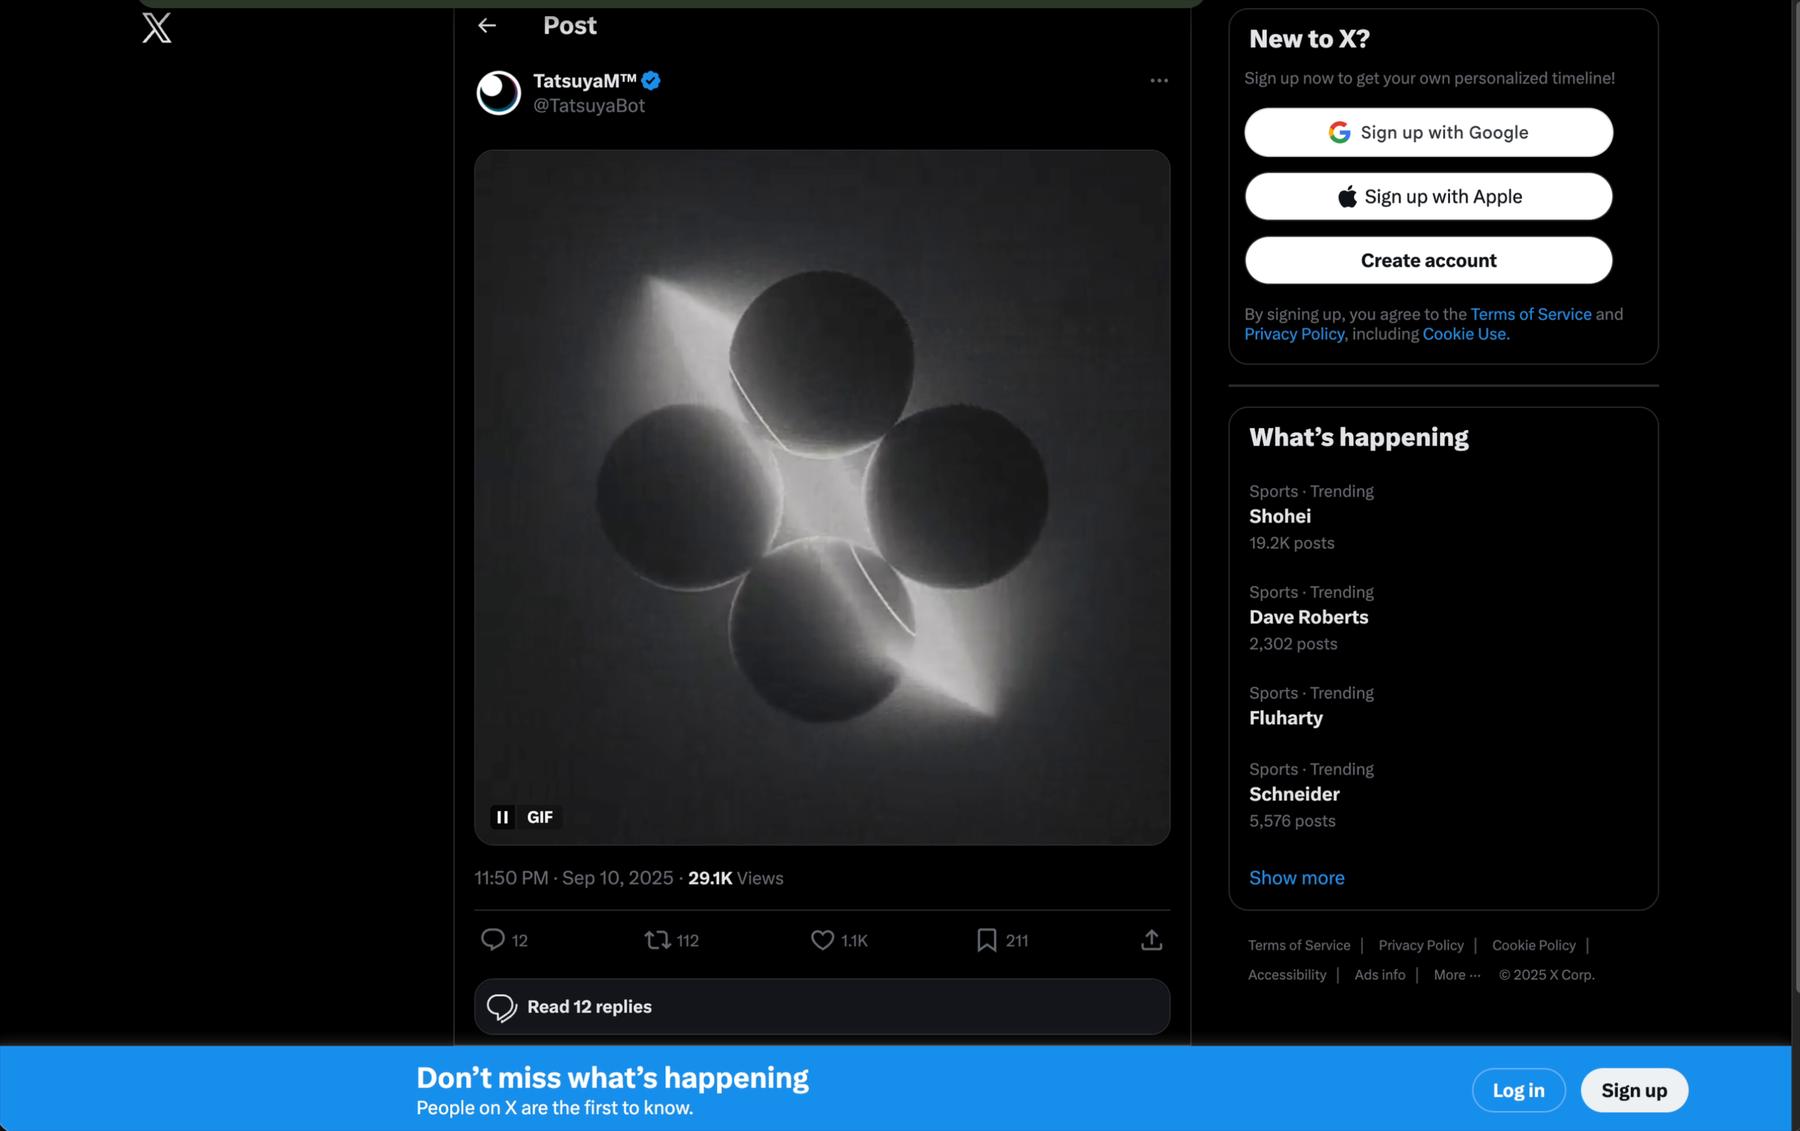 Post
TatsuyaM™
@TatsuyaBot
GIF
11:50 PM · Sep 10, 2025 · 29.1K Views
12
112
1.1K
211
Read 12 replies
New to X?
Sign up now to get your own personalized timeline!
Sign up with Google
Sign up with Apple
Create account
By signing up, you agree to the Terms of Service and
Privacy Policy, including Cookie Use.
What’s happening
Sports · Trending
Shohei
19.2K posts
Sports · Trending
Dave Roberts
2,302 posts
Sports · Trending
Fluharty
Sports · Trending
Schneider
5,576 posts
Show more
Terms of Service | Privacy Policy | Cookie Policy |
Accessibility | Ads info | More ··· © 2025 X Corp.
Don’t miss what’s happening
People on X are the first to know.
Log in
Sign up